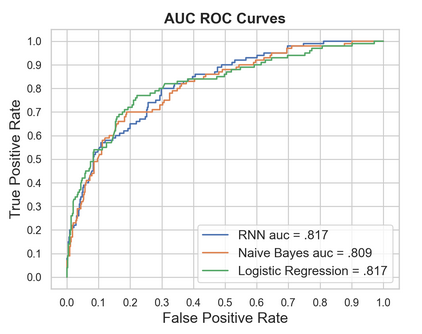 AUC ROC Curves
True Positive Rate
1.0
0.9
0.8
0.7
0.6
0.5
0.4
0.3
0.2
0.1
0.0
RNN auc = .817
Naive Bayes auc = .809
Logistic Regression = .817
0.0 0.1 0.2 0.3 0.4 0.5 0.6 0.7 0.8 0.9 1.0
False Positive Rate